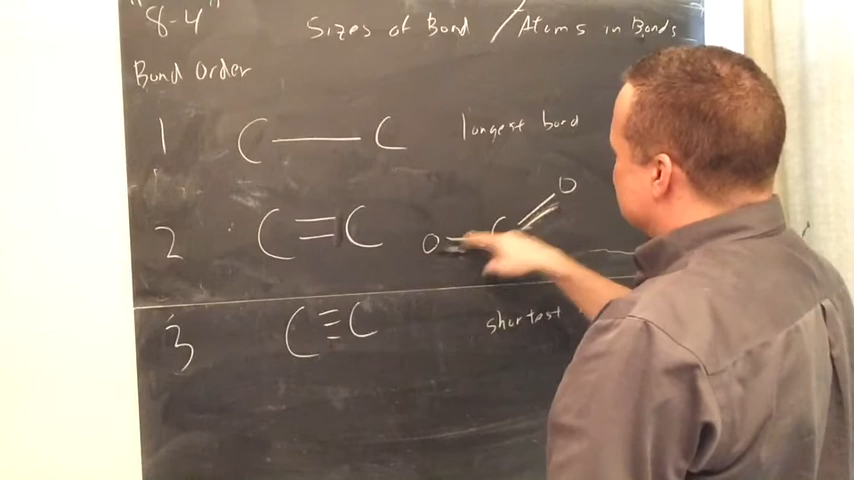 "8-4"
Sizes of Bond / Atoms in Bonds
Bond Order
1 C—C longest bond
2 C=C O C O
3 C≡C shortest